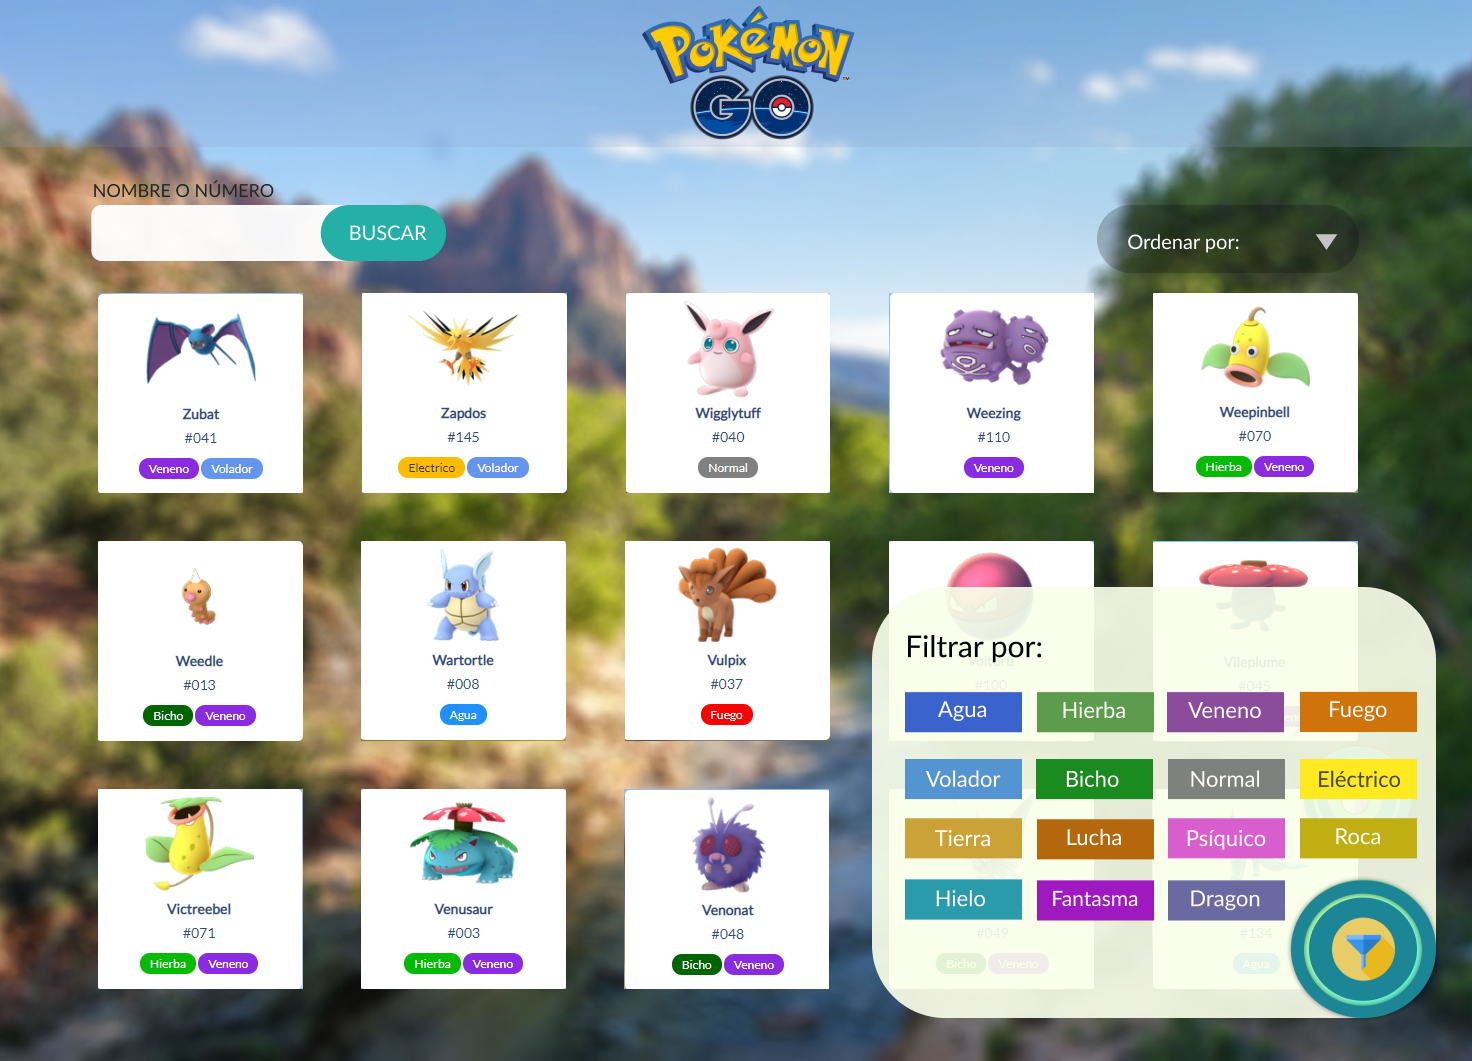 POKéMON
GO
NOMBRE O NÚMERO
BUSCAR
Ordenar por:
Zubat
#041
Veneno Volador
Zapdos
#145
Electrico Volador
Wigglytuff
#040
Normal
Weezing
#110
Veneno
Weepinbell
#070
Hierba Veneno
Weedle
#013
Bicho Veneno
Wartortle
#008
Agua
Vulpix
#037
Fuego
Voltorb
#100
Vileplume
#045
Victreebel
#071
Hierba Veneno
Venusaur
#003
Hierba Veneno
Venonat
#048
Bicho Veneno
#049
Bicho Veneno
#134
Agua
Filtrar por:
Agua Hierba Veneno Fuego
Volador Bicho Normal Eléctrico
Tierra Lucha Psíquico Roca
Hielo Fantasma Dragon